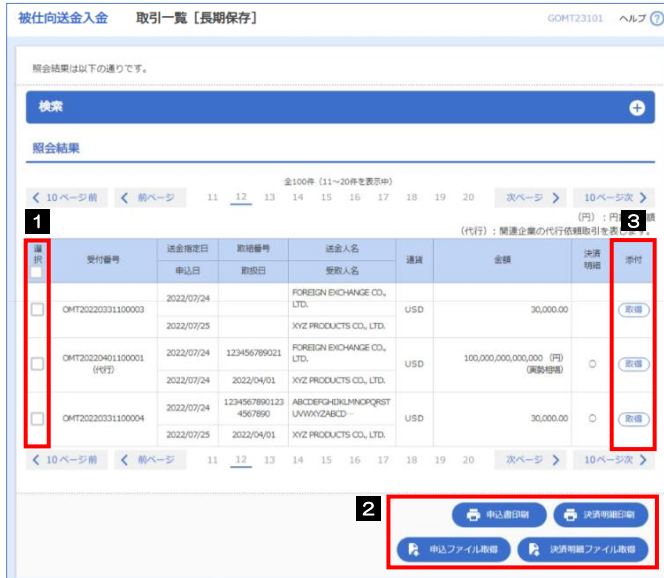 被仕向送金入金 取引一覧［長期保存］ GOMT23101 ヘルプ ?
照会結果は以下の通りです。
検索
照会結果
全100件（11～20件を表示中）
10ページ前 前ページ 11 12 13 14 15 16 17 18 19 20 次ページ 10ページ次
1
3
（円）：円
（代行）：関連企業の代行依頼取引を表します。
選択 受付番号 送金指定日 取組番号 送金人名 通貨 金額 決済明細 添付
申込日 取扱日 受取人名
OMT20220331100003 2022/07/24 FOREIGN EXCHANGE CO., LTD. USD 30,000.00 取得
2022/07/25 XYZ PRODUCTS CO., LTD.
OMT20220401100001 （代行） 2022/07/24 123456789021 FOREIGN EXCHANGE CO., LTD. USD 100,000,000,000,000 （円） （実勢相場） ○ 取得
2022/07/24 2022/04/01 XYZ PRODUCTS CO., LTD.
OMT20220331100004 2022/07/24 1234567890123 4567890 ABCDEFGHIJKLMNOPQRST UVWXYZABCD… USD 30,000.00 ○ 取得
2022/07/25 2022/04/01 XYZ PRODUCTS CO., LTD.
10ページ前 前ページ 11 12 13 14 15 16 17 18 19 20 次ページ 10ページ次
2
申込書印刷 決済明細印刷
申込ファイル取得 決済明細ファイル取得